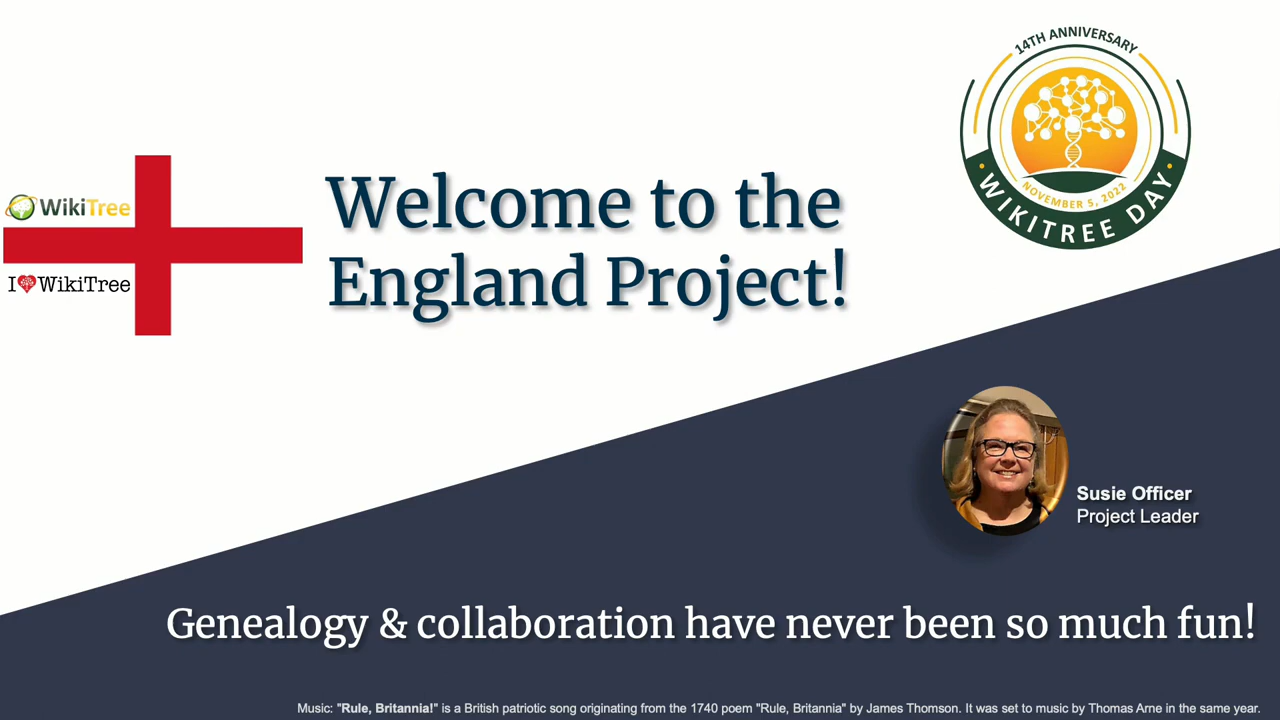 14TH ANNIVERSARY
NOVEMBER 5, 2022
WIKITREE DAY
WikiTree
I WikiTree
Welcome to the
England Project!
Susie Officer
Project Leader
Genealogy & collaboration have never been so much fun!
Music: "Rule, Britannia!" is a British patriotic song originating from the 1740 poem "Rule, Britannia" by James Thomson. It was set to music by Thomas Arne in the same year.